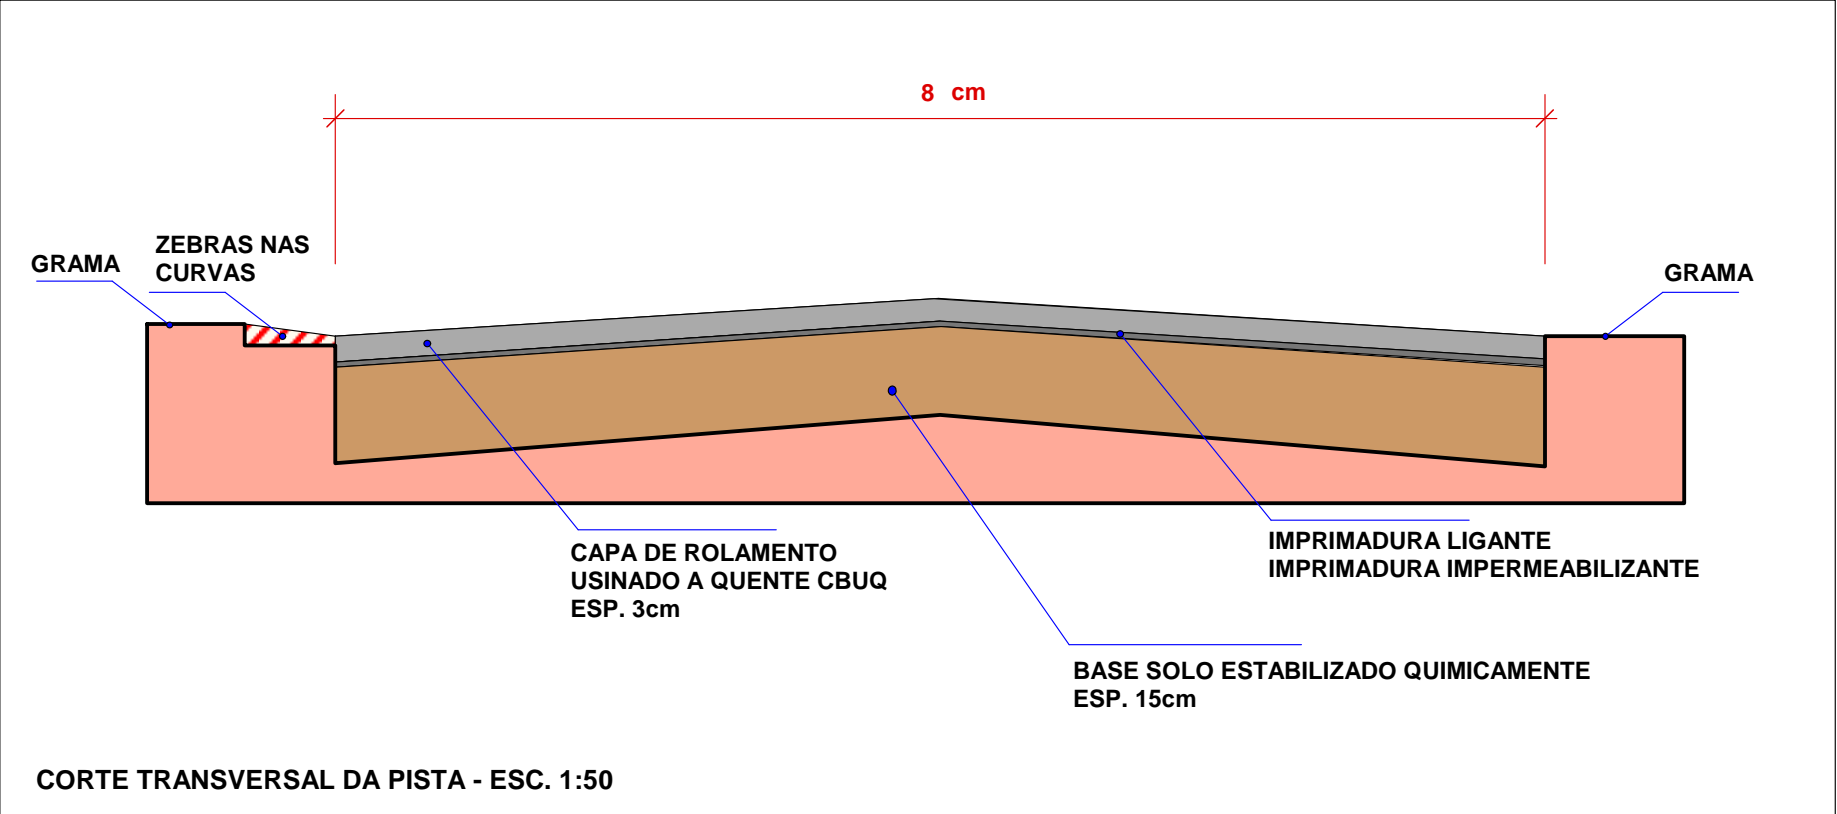 8 cm
ZEBRAS NAS
CURVAS
GRAMA
GRAMA
CAPA DE ROLAMENTO
USINADO A QUENTE CBUQ
ESP. 3cm
IMPRIMADURA LIGANTE
IMPRIMADURA IMPERMEABILIZANTE
BASE SOLO ESTABILIZADO QUIMICAMENTE
ESP. 15cm
CORTE TRANSVERSAL DA PISTA - ESC. 1:50